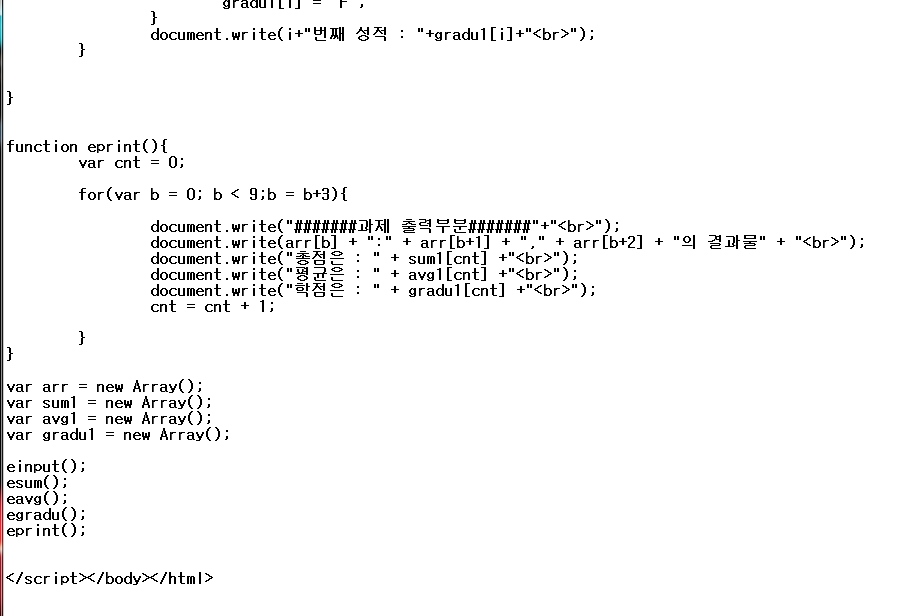 gradu1[i] = "F";
}
document.write(i+"번째 성적 : "+gradu1[i]+"<br>");
}
}
function eprint(){
var cnt = 0;
for(var b = 0; b < 9;b = b+3){
document.write("#######과제 출력부분#######"+"<br>");
document.write(arr[b] + ":" + arr[b+1] + "," + arr[b+2] + "의 결과물" + "<br>");
document.write("총점은 : " + sum1[cnt] +"<br>");
document.write("평균은 : " + avg1[cnt] +"<br>");
document.write("학점은 : " + gradu1[cnt] +"<br>");
cnt = cnt + 1;
}
}
var arr = new Array();
var sum1 = new Array();
var avg1 = new Array();
var gradu1 = new Array();
einput();
esum();
eavg();
egradu();
eprint();
</script></body></html>